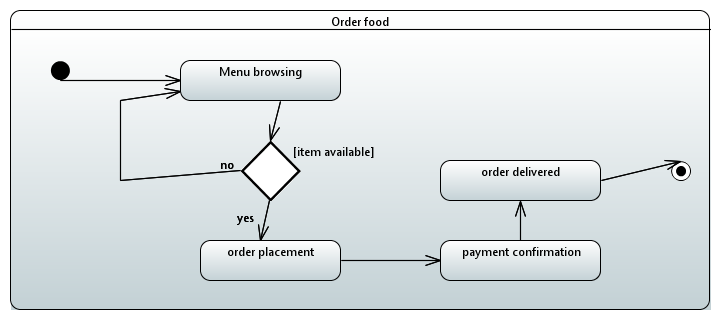 Order food
Menu browsing
[item available]
no
yes
order placement
payment confirmation
order delivered